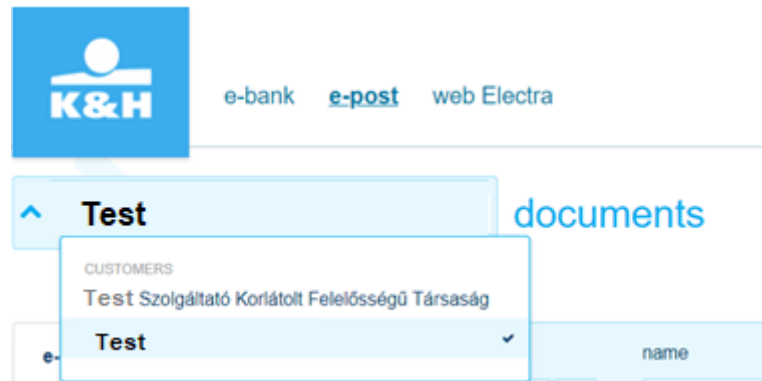 K&H
e-bank e-post web Electra
Test documents
CUSTOMERS
Test Szolgáltató Korlátolt Felelősségű Társaság
Test
e- name